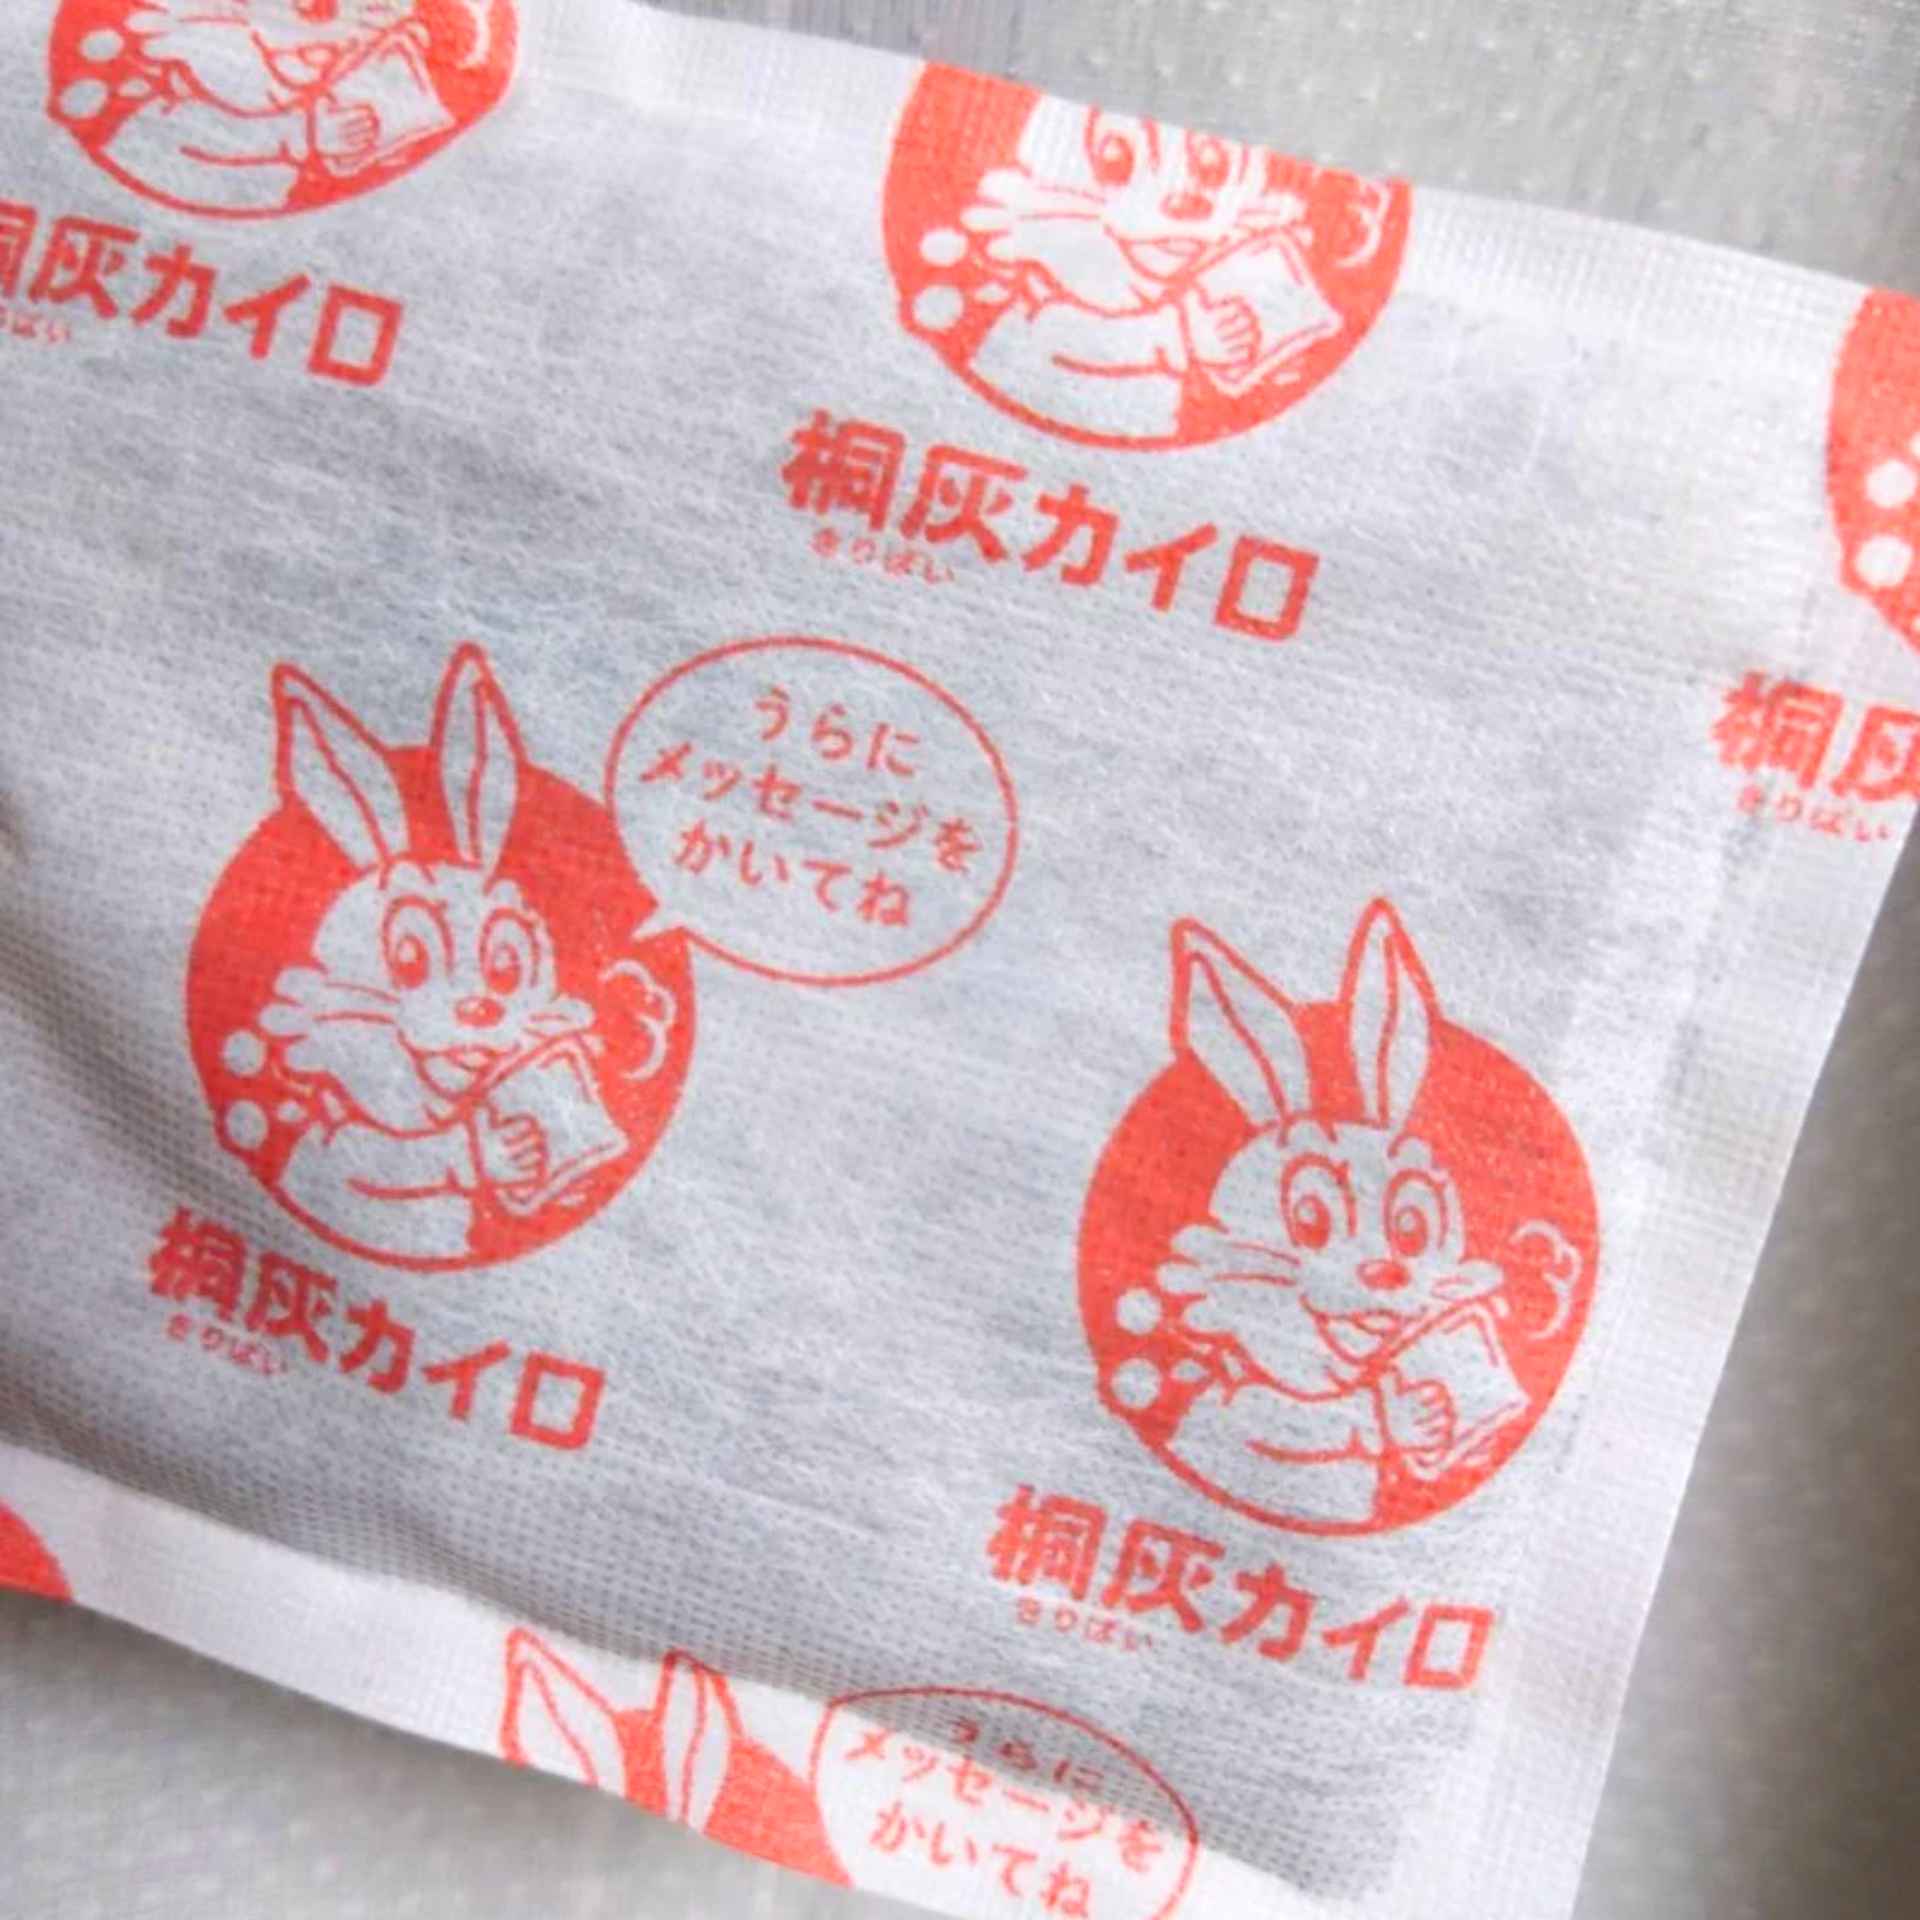 桐灰カイロ
きりばい
桐灰カイロ
きりばい
桐灰
きりばい
うらに
メッセージを
かいてね
桐灰カイロ
きりばい
桐灰カイロ
きりばい
うらに
メッセージを
かいてね